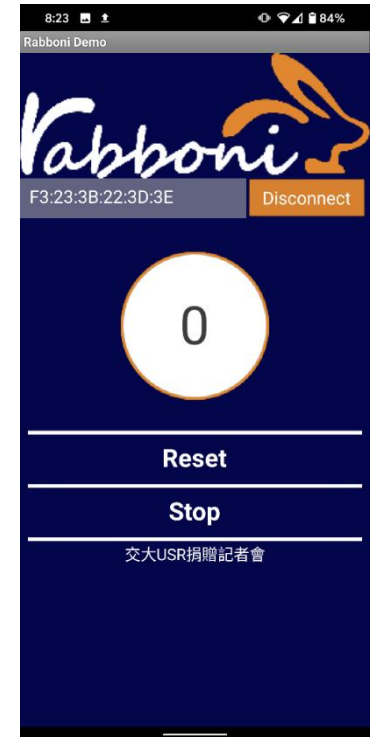 8:23 84%
Rabboni Demo
rabboni
F3:23:3B:22:3D:3E Disconnect
0
Reset
Stop
交大USR捐贈記者會